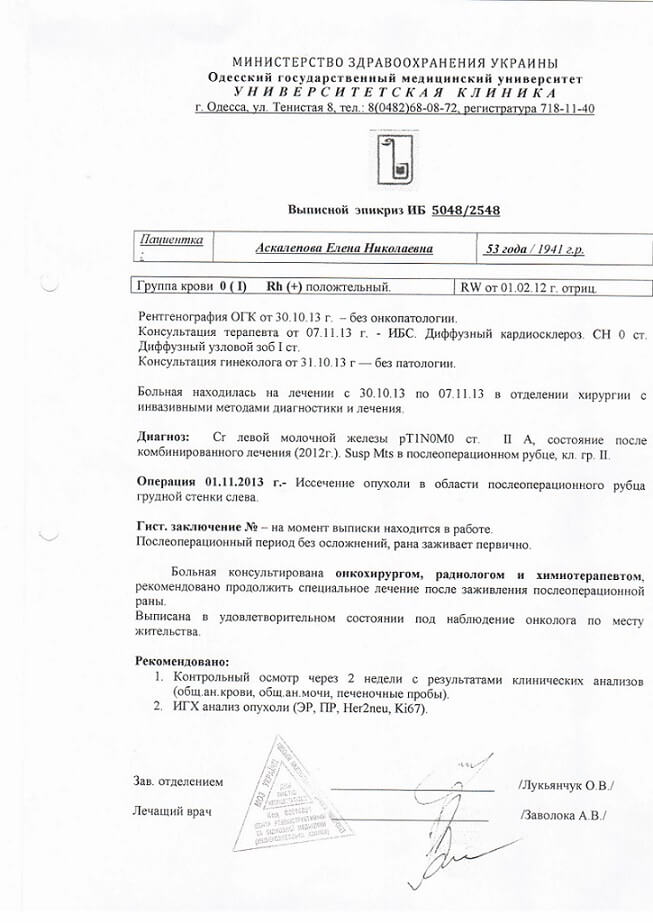 МИНИСТЕРСТВО ЗДРАВООХРАНЕНИЯ УКРАИНЫ
Одесский государственный медицинский университет
УНИВЕРСИТЕТСКАЯ КЛИНИКА
г. Одесса, ул. Тенистая 8, тел.: 8(0482)68-08-72, регистратура 718-11-40
Выписной эпикриз ИБ 5048/2548
Пациентка : Аскалепова Елена Николаевна 53 года / 1941 г.р.
Группа крови 0 ( I) Rh (+) положтельный. RW от 01.02.12 г. отриц.
Рентгенография ОГК от 30.10.13 г. – без онкопатологии.
Консультация терапевта от 07.11.13 г. - ИБС. Диффузный кардиосклероз. СН 0 ст.
Диффузный узловой зоб I ст.
Консультация гинеколога от 31.10.13 г — без патологии.
Больная находилась на лечении с 30.10.13 по 07.11.13 в отделении хирургии с
инвазивными методами диагностики и лечения.
Диагноз: Cr левой молочной железы pT1N0M0 ст. II A, состояние после
комбинированного лечения (2012г.). Susp Mts в послеоперационном рубце, кл. гр. II.
Операция 01.11.2013 г.- Иссечение опухоли в области послеоперационного рубца
грудной стенки слева.
Гист. заключение № – на момент выписки находится в работе.
Послеоперационный период без осложнений, рана заживает первично.
Больная консультирована онкохирургом, радиологом и химиотерапевтом,
рекомендовано продолжить специальное лечение после заживления послеоперационной
раны.
Выписана в удовлетворительном состоянии под наблюдение онколога по месту
жительства.
Рекомендовано:
1. Контрольный осмотр через 2 недели с результатами клинических анализов
(общ.ан.крови, общ.ан.мочи, печеночные пробы).
2. ИГХ анализ опухоли (ЭР, ПР, Her2neu, Ki67).
Зав. отделением /Лукьянчук О.В./
Лечащий врач /Заволока А.В./
МОЗ УКРАЇНИ